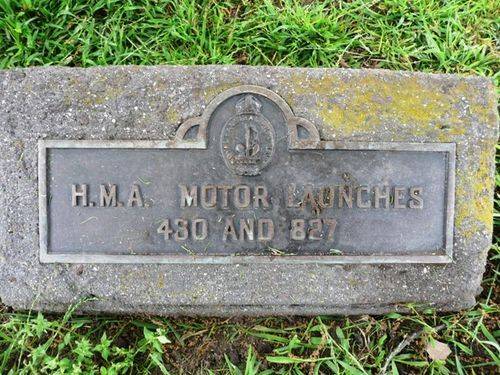 H.M.A. MOTOR LAUNCHES
430 AND 827